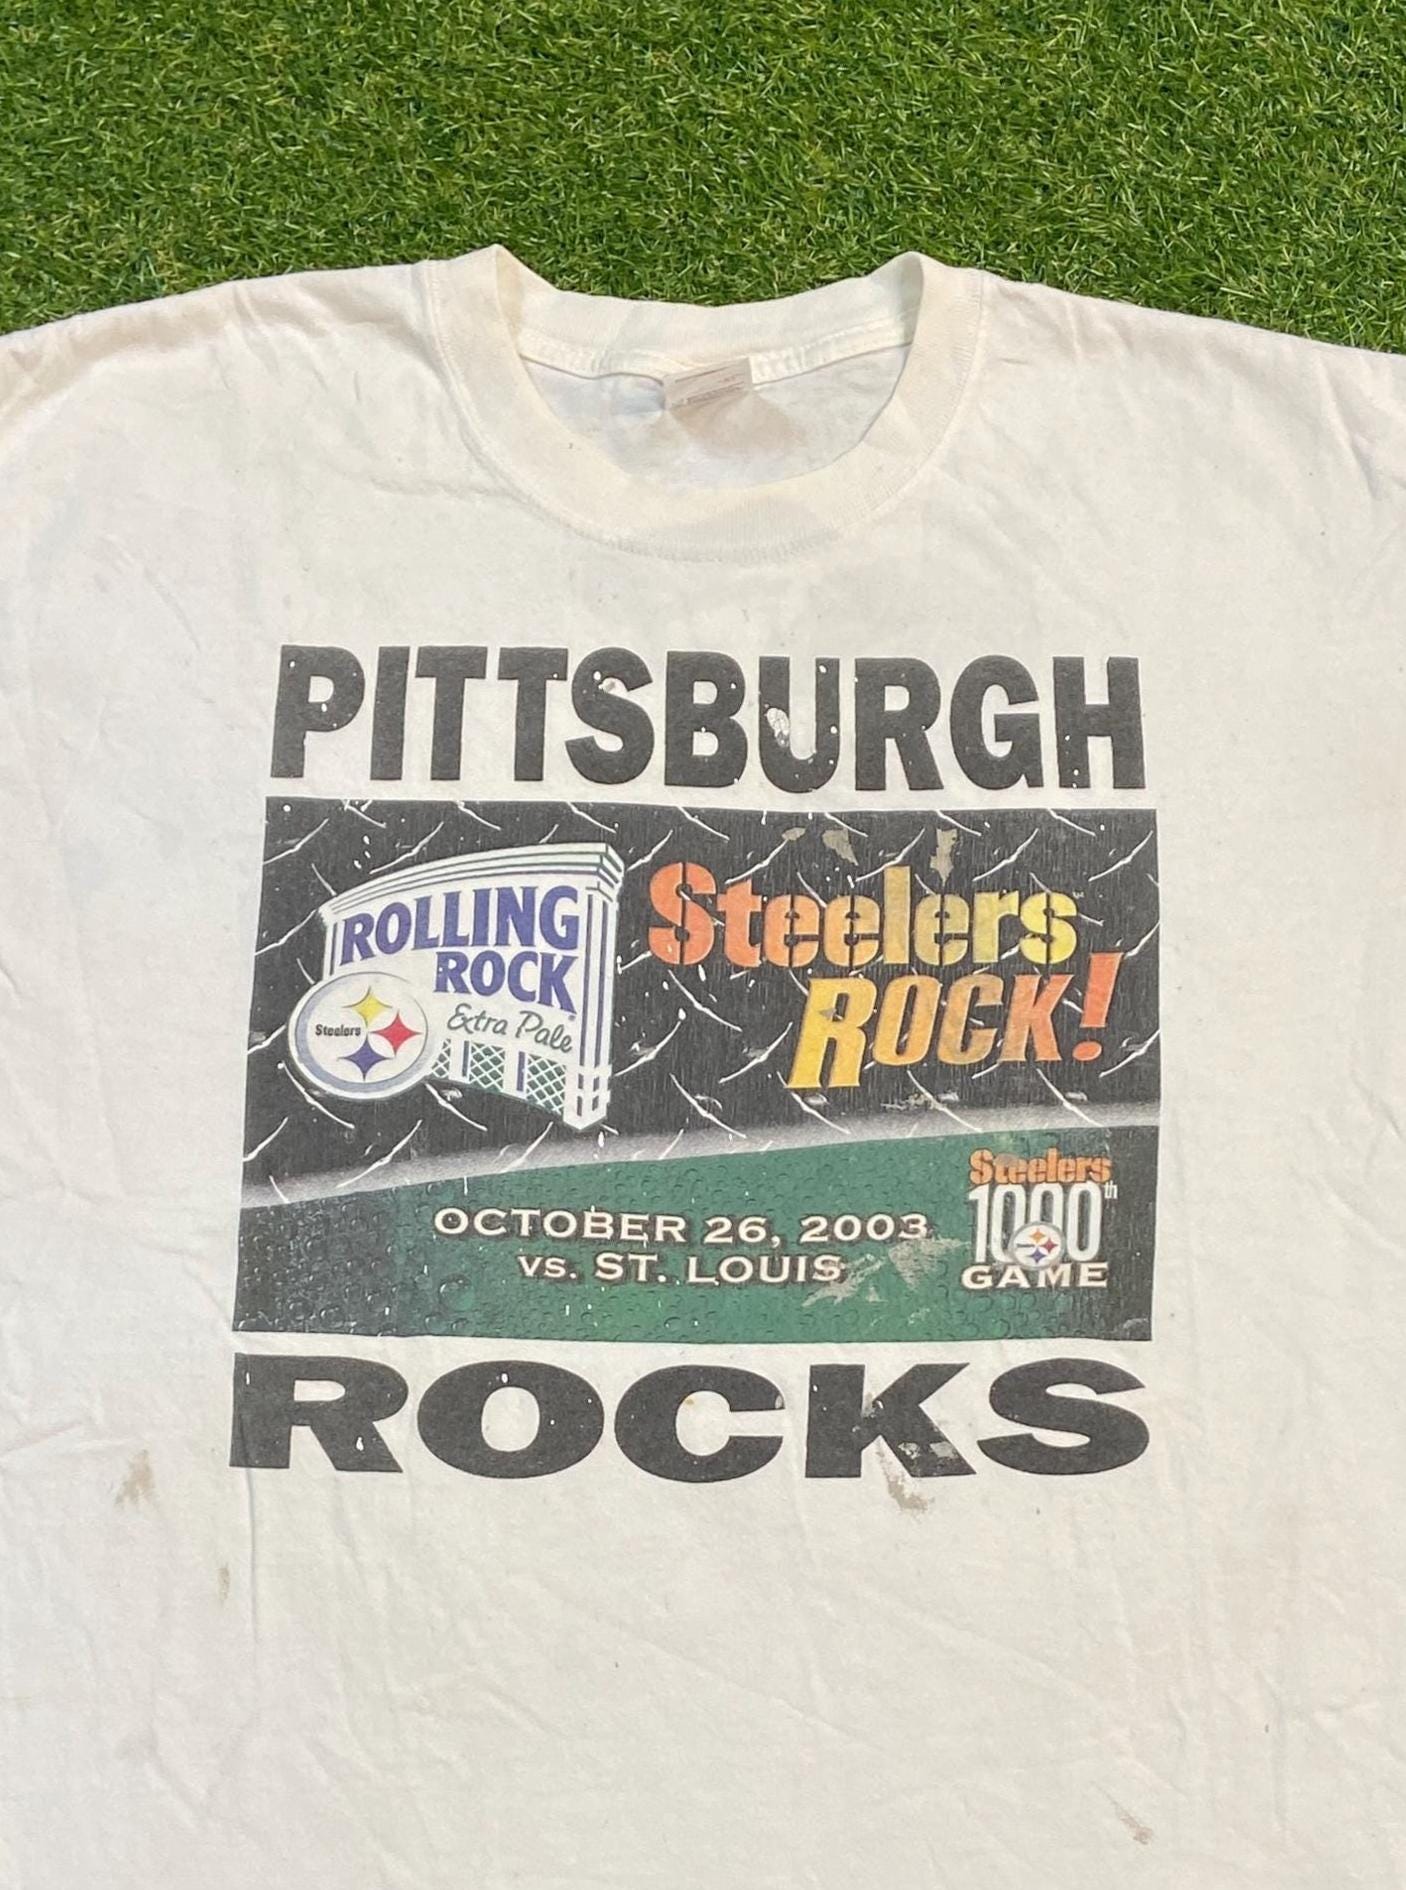 PITTSBURGH
ROLLING
ROCK
Extra Pale
Steelers
Steelers
ROCK!
OCTOBER 26, 2003
vs. ST. LOUIS
Steelers
1000th
GAME
ROCKS